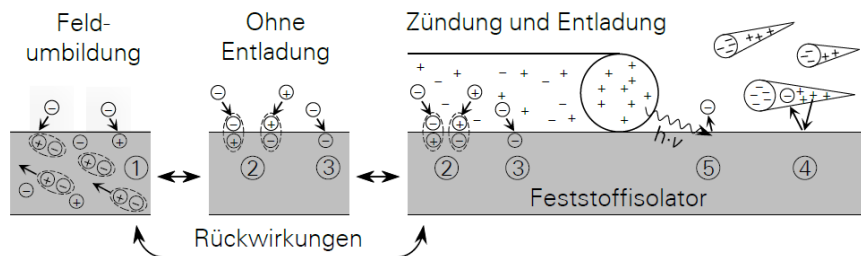 Feld-
umbildung
Ohne
Entladung
Zündung und Entladung
①
②
③
②
③
h·ν
⑤
④
Feststoffisolator
Rückwirkungen